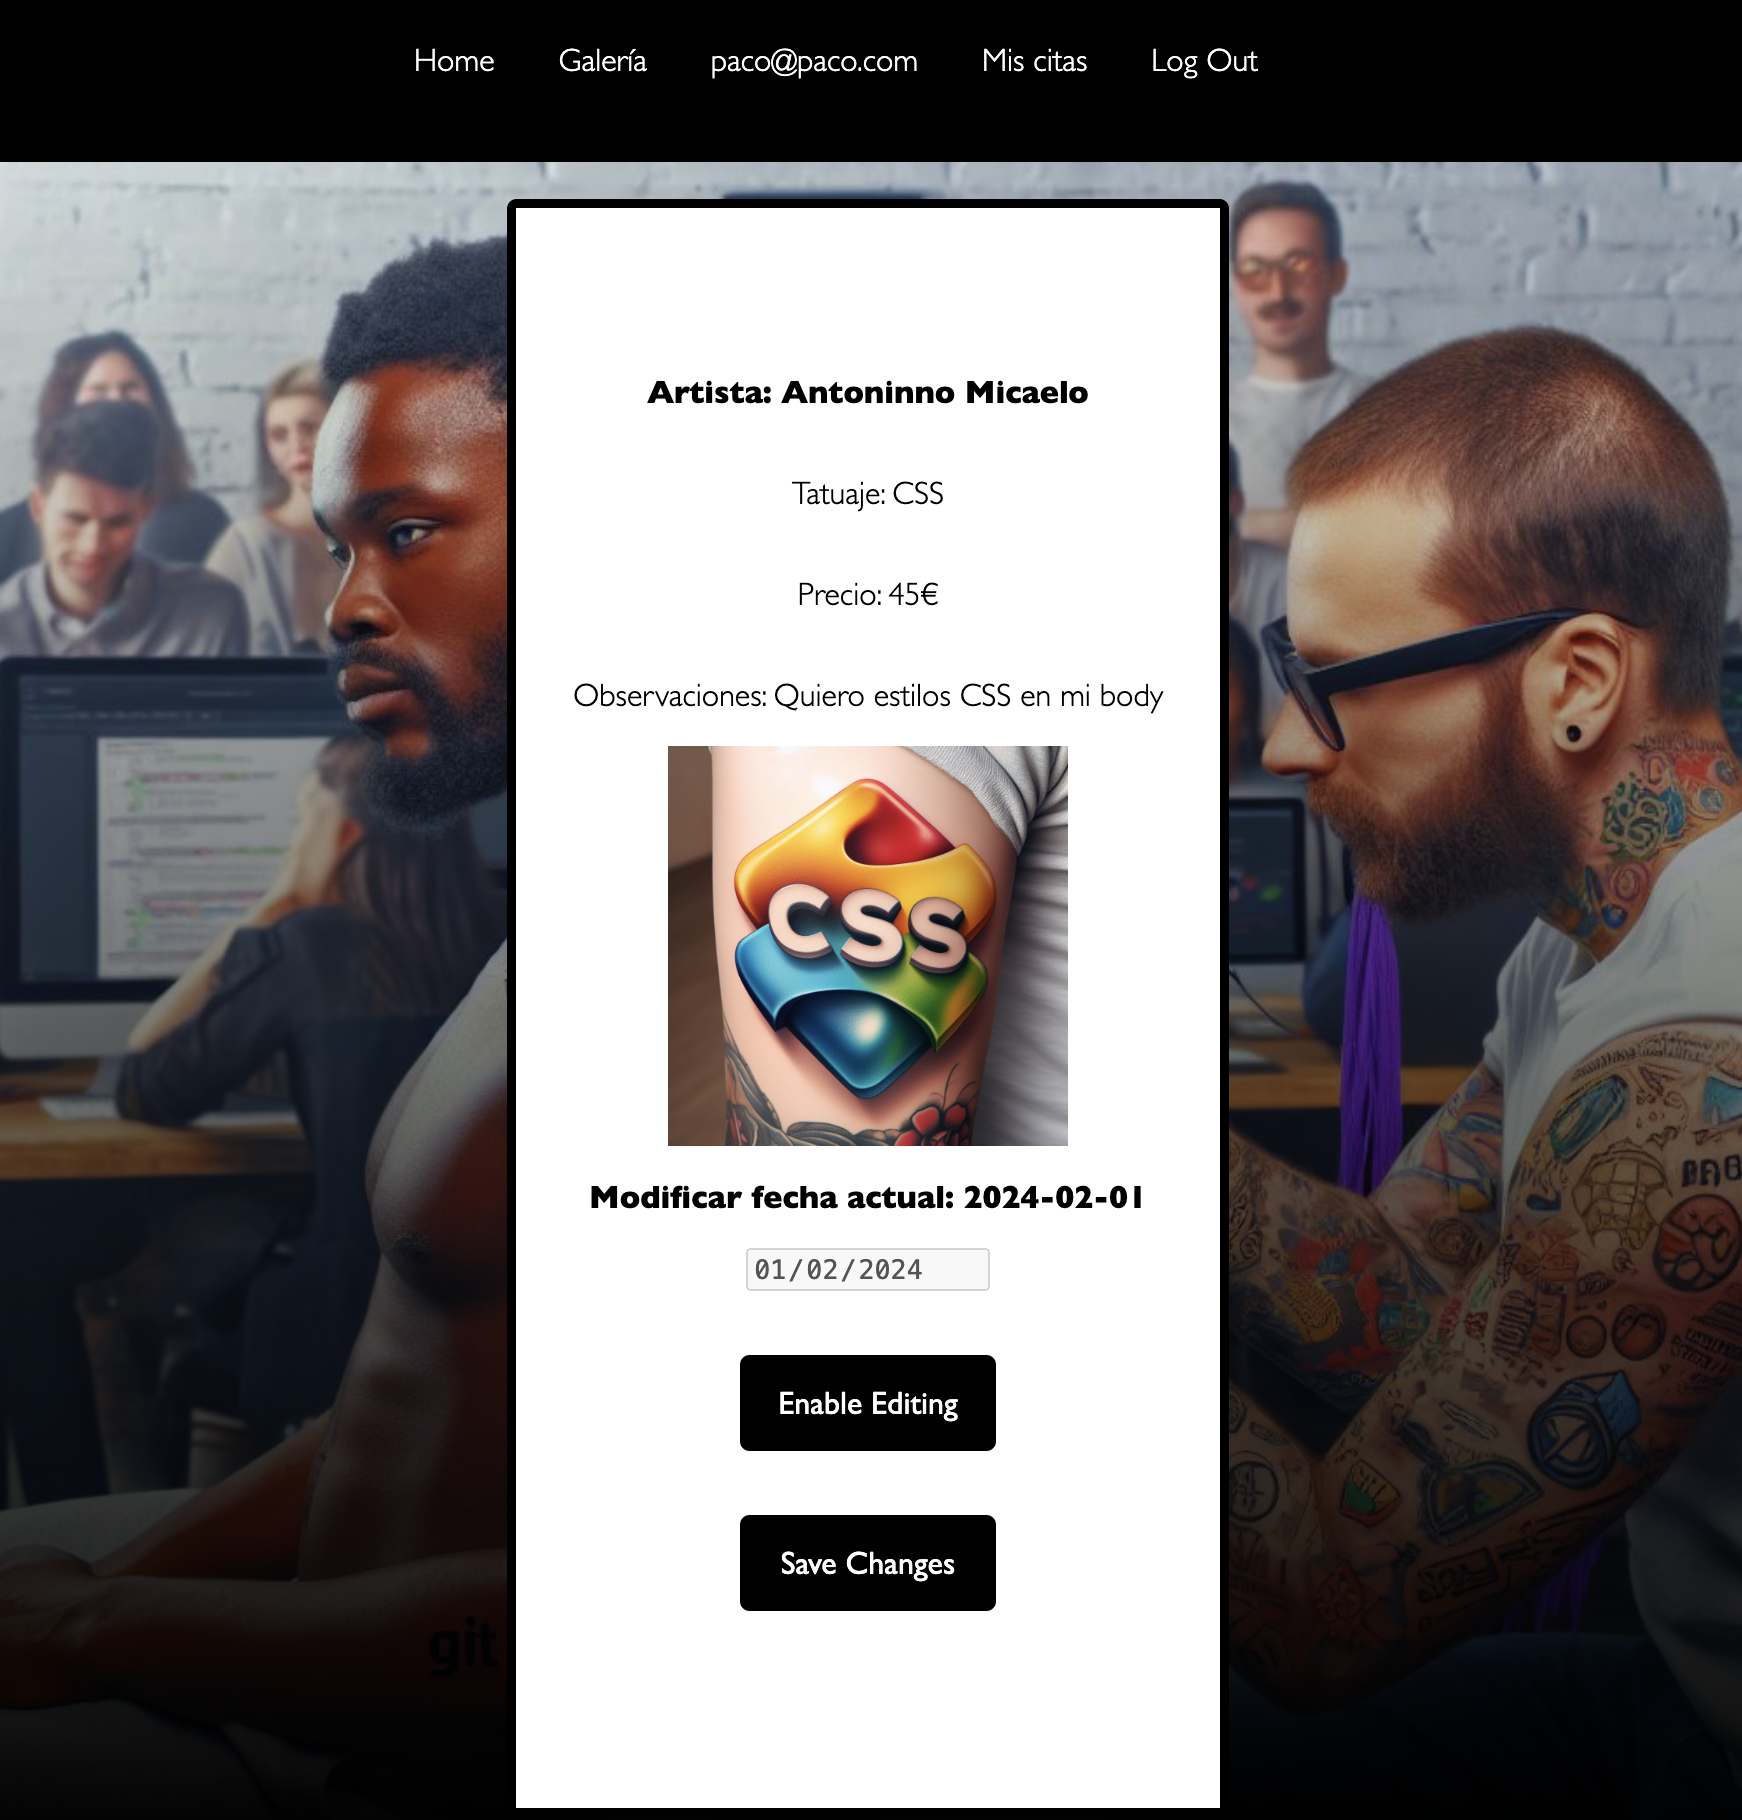 Home Galería paco@paco.com Mis citas Log Out
Artista: Antoninno Micaelo
Tatuaje: CSS
Precio: 45€
Observaciones: Quiero estilos CSS en mi body
CSS
Modificar fecha actual: 2024-02-01
01/02/2024
Enable Editing
Save Changes
git